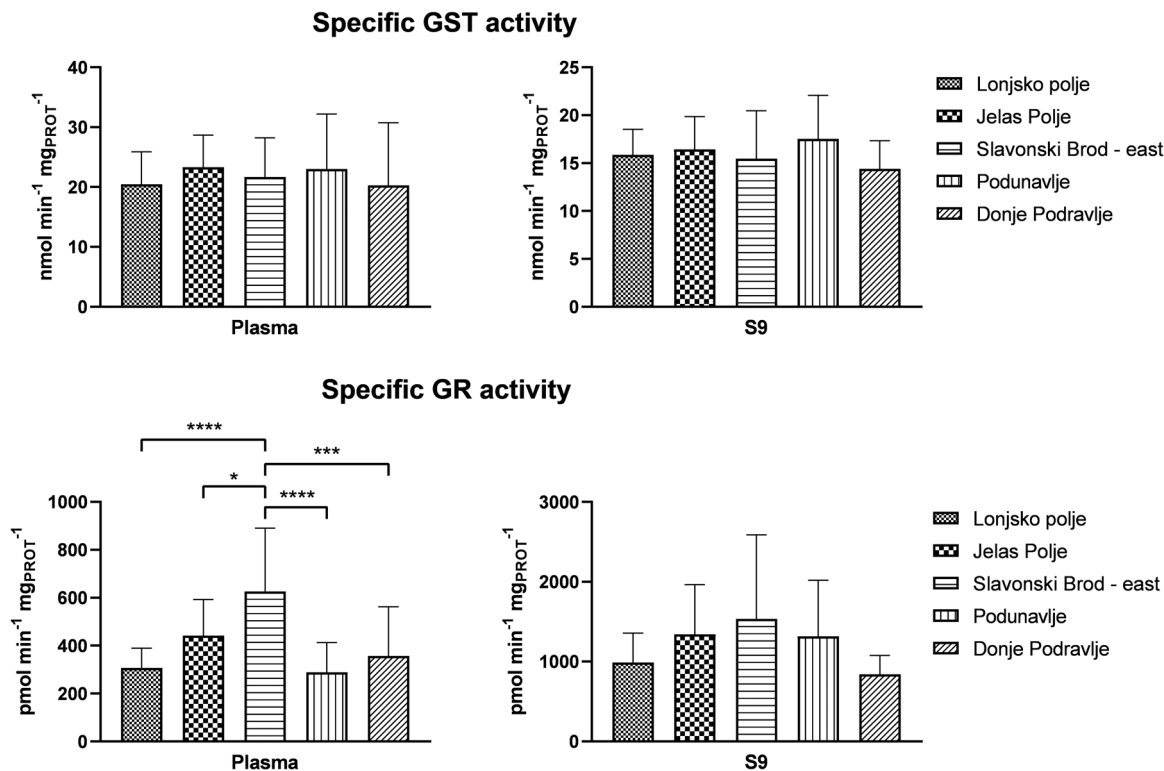 Specific GST activity
nmol min⁻¹ mgPROT⁻¹
40
30
20
10
0
Plasma
nmol min⁻¹ mgPROT⁻¹
25
20
15
10
5
0
S9
Lonjsko polje
Jelas Polje
Slavonski Brod - east
Podunavlje
Donje Podravlje
Specific GR activity
pmol min⁻¹ mgPROT⁻¹
1000
800
600
400
200
0
****
***
*
****
Plasma
pmol min⁻¹ mgPROT⁻¹
3000
2000
1000
0
S9
Lonjsko polje
Jelas Polje
Slavonski Brod - east
Podunavlje
Donje Podravlje